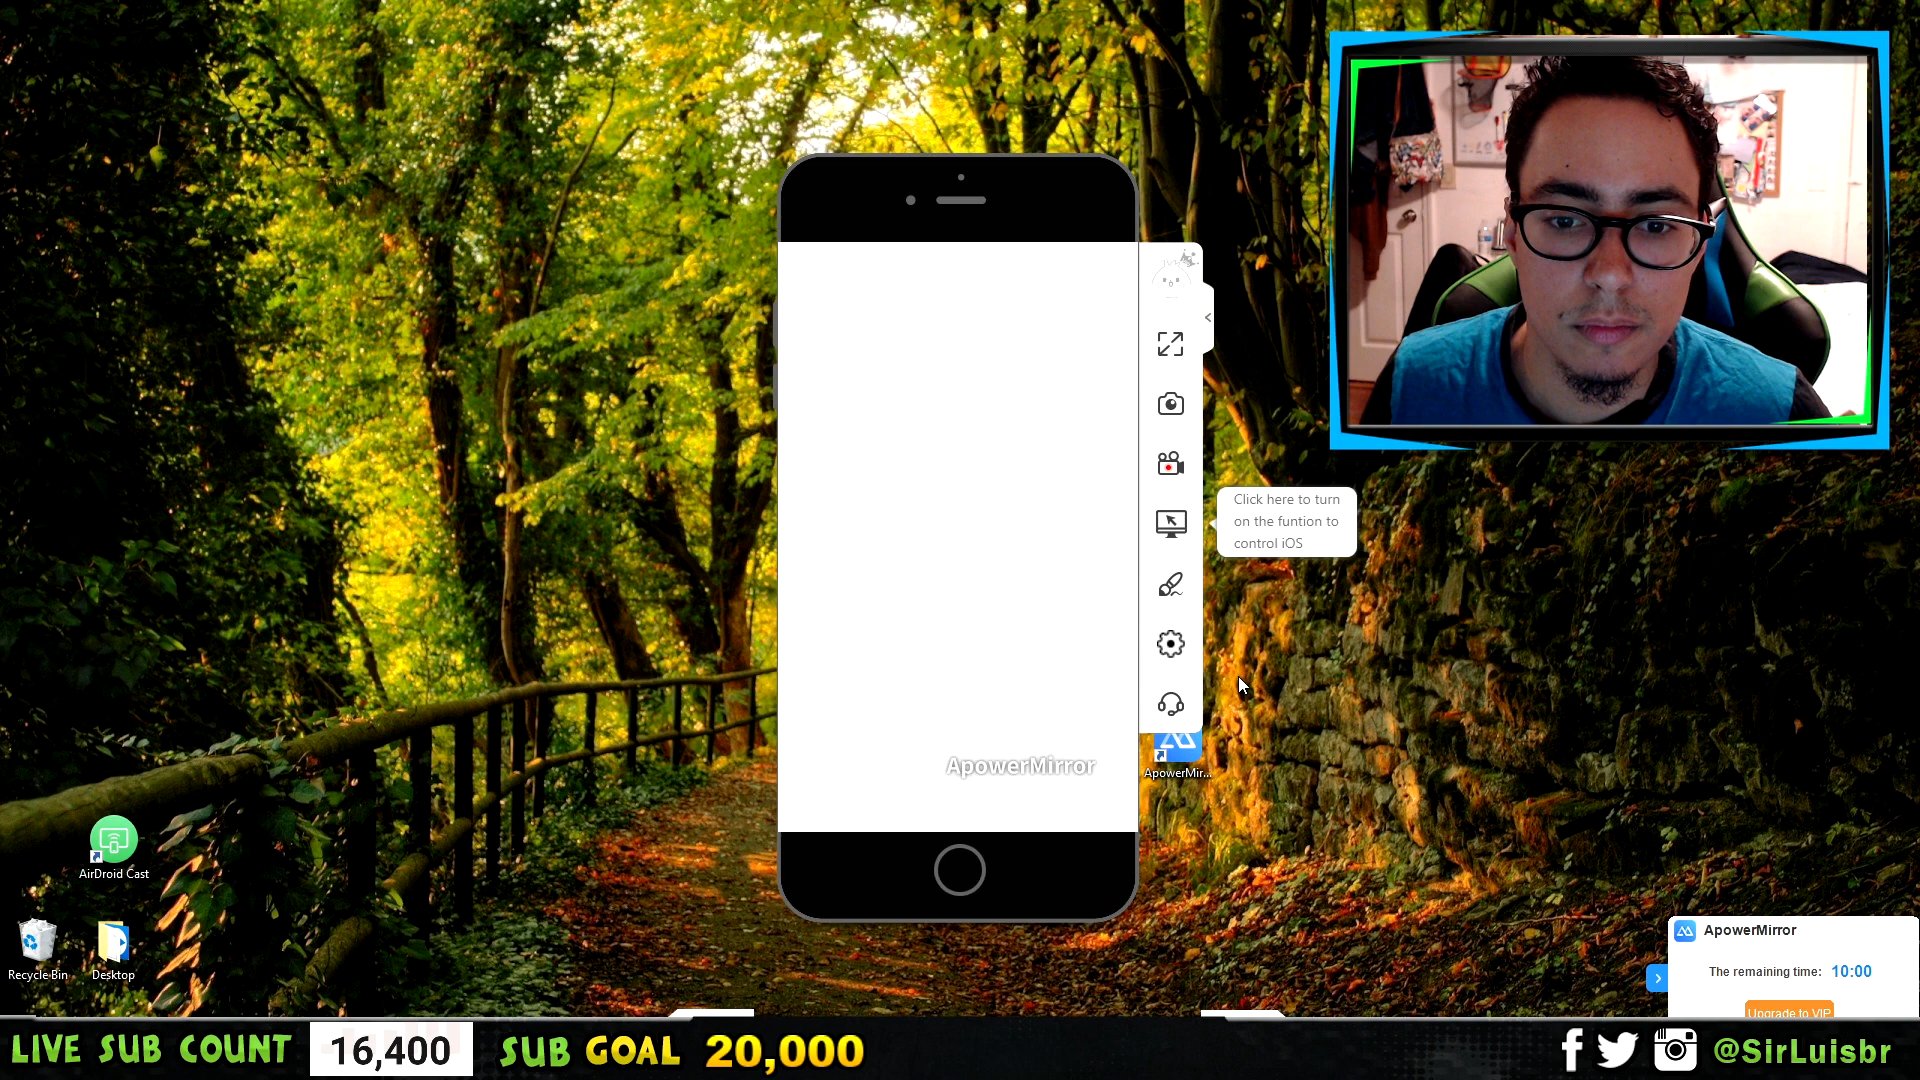 Click here to turn
on the funtion to
control iOS
ApowerMirror
ApowerMir...
AirDroid Cast
Recycle Bin
Desktop
ApowerMirror
The remaining time: 10:00
Upgrade to VIP
LIVE SUB COUNT 16,400 SUB GOAL 20,000 @SirLuisbr